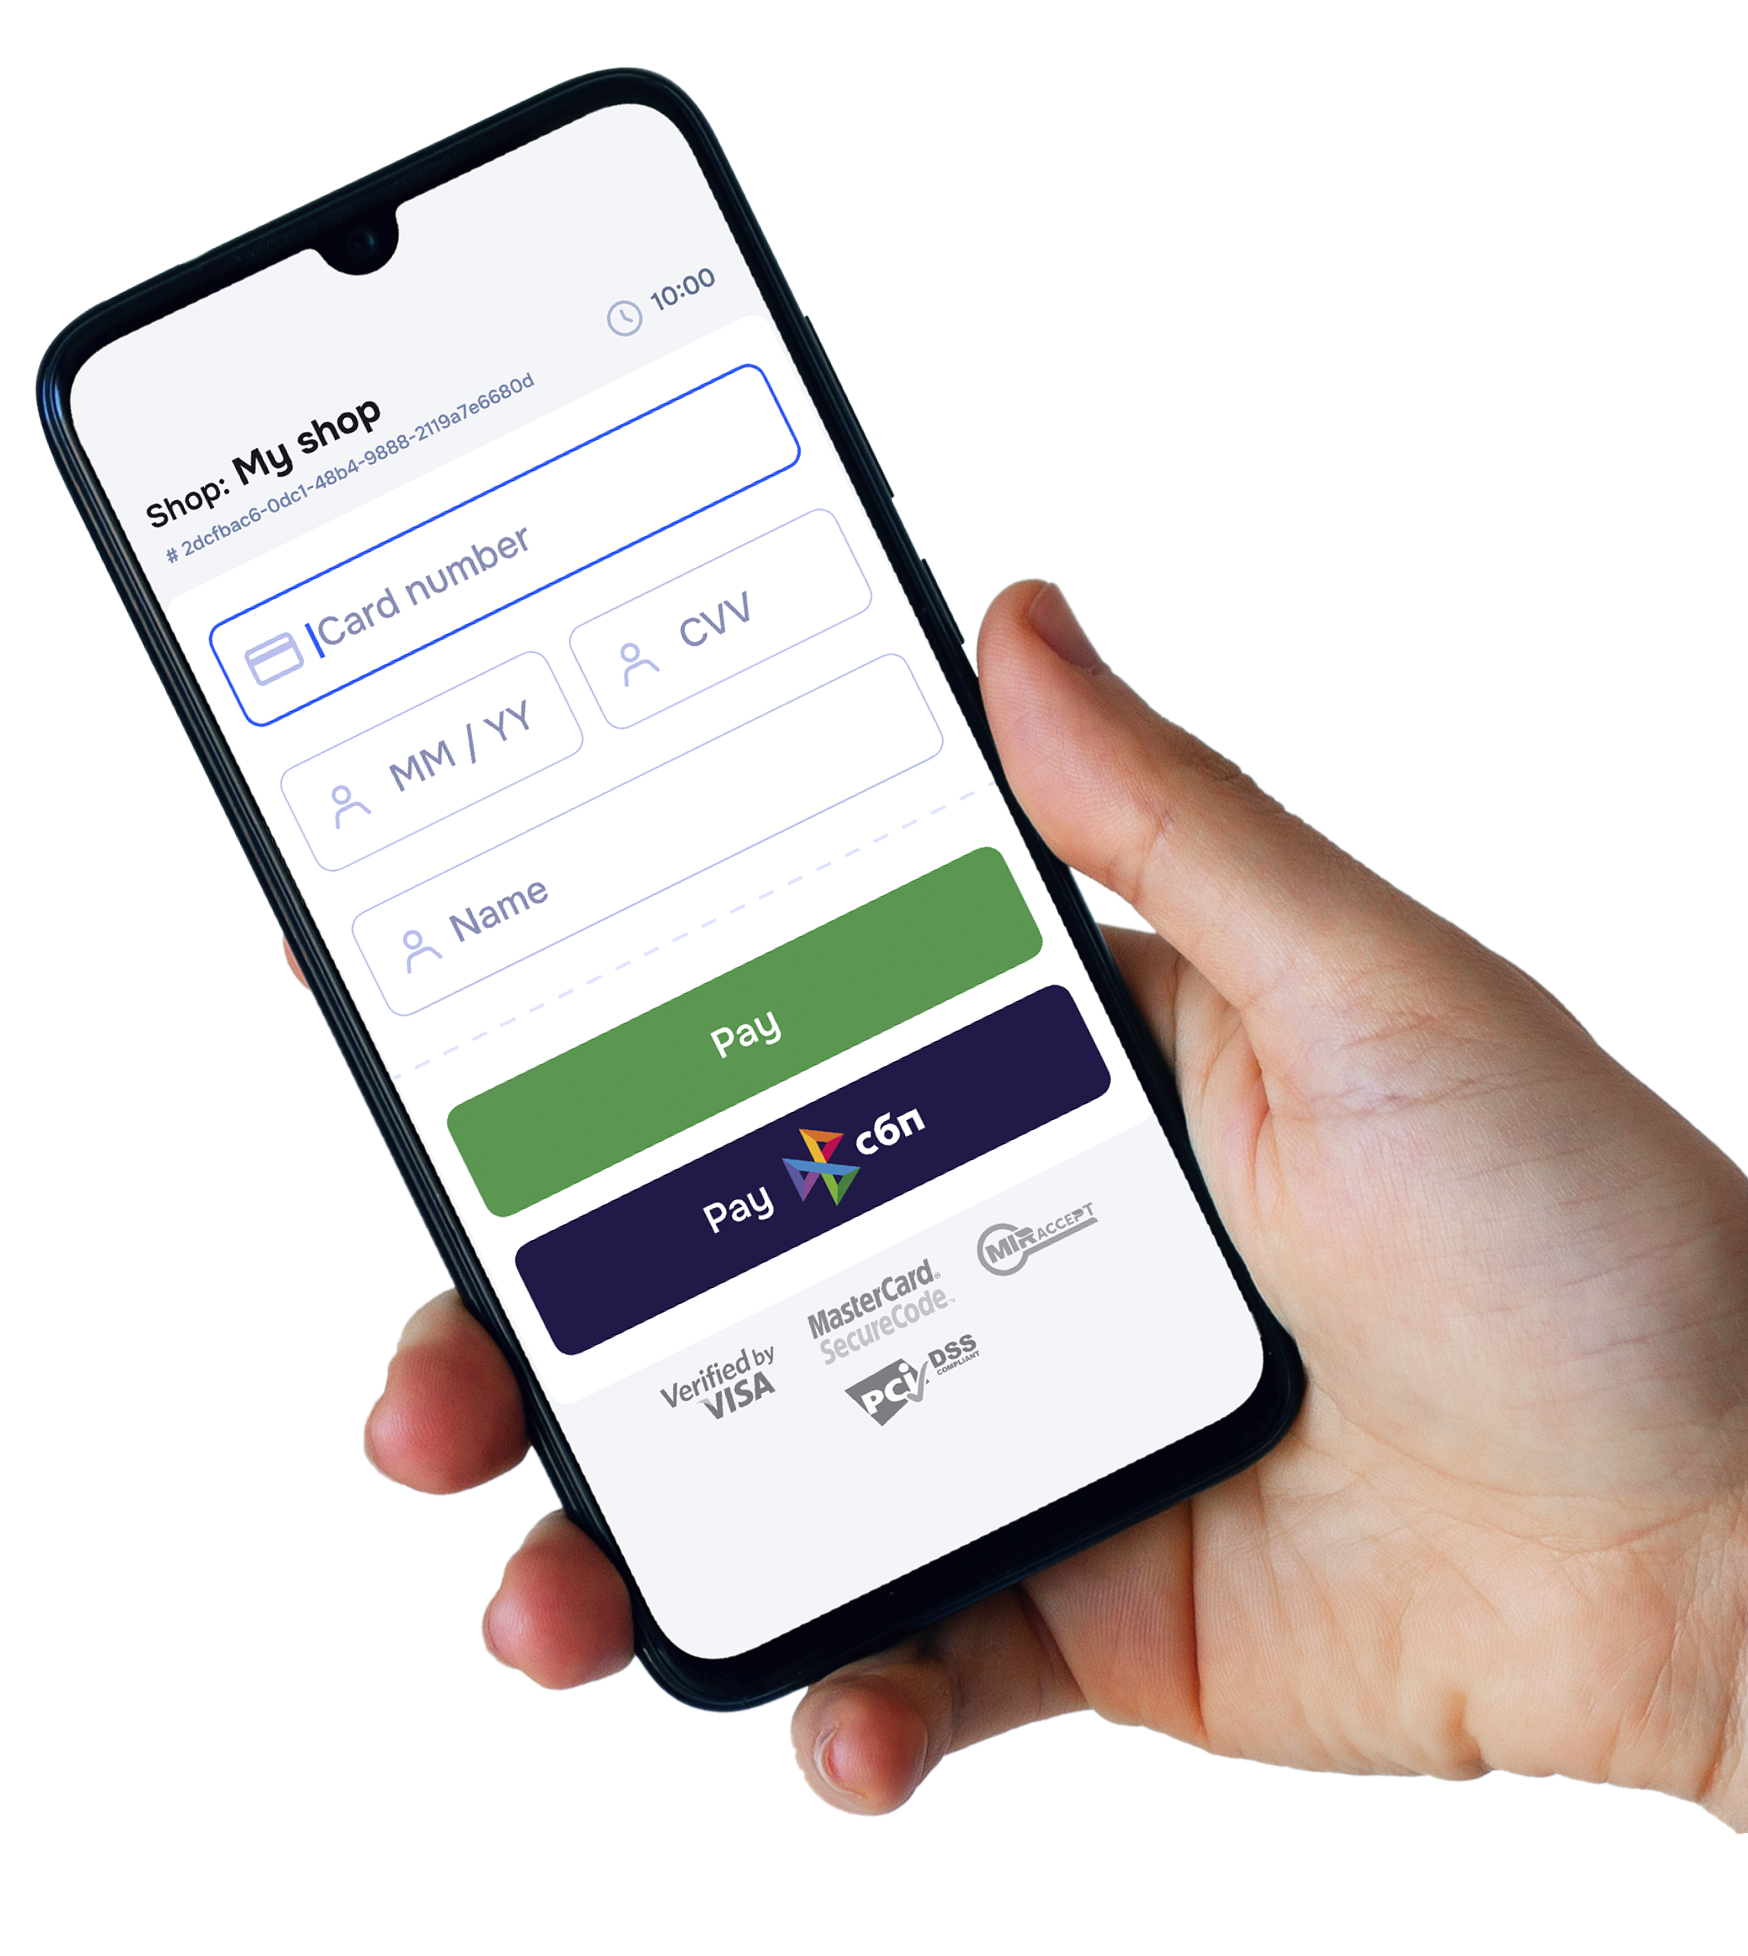 10:00
Shop: My shop
# 2dcfbac6-0dc1-48b4-9888-2119a7e6680d
Card number
MM / YY
CVV
Name
Pay
Pay сбп
Verified by
VISA
MasterCard®
SecureCode™
MIR ACCEPT
PCI DSS
COMPLIANT